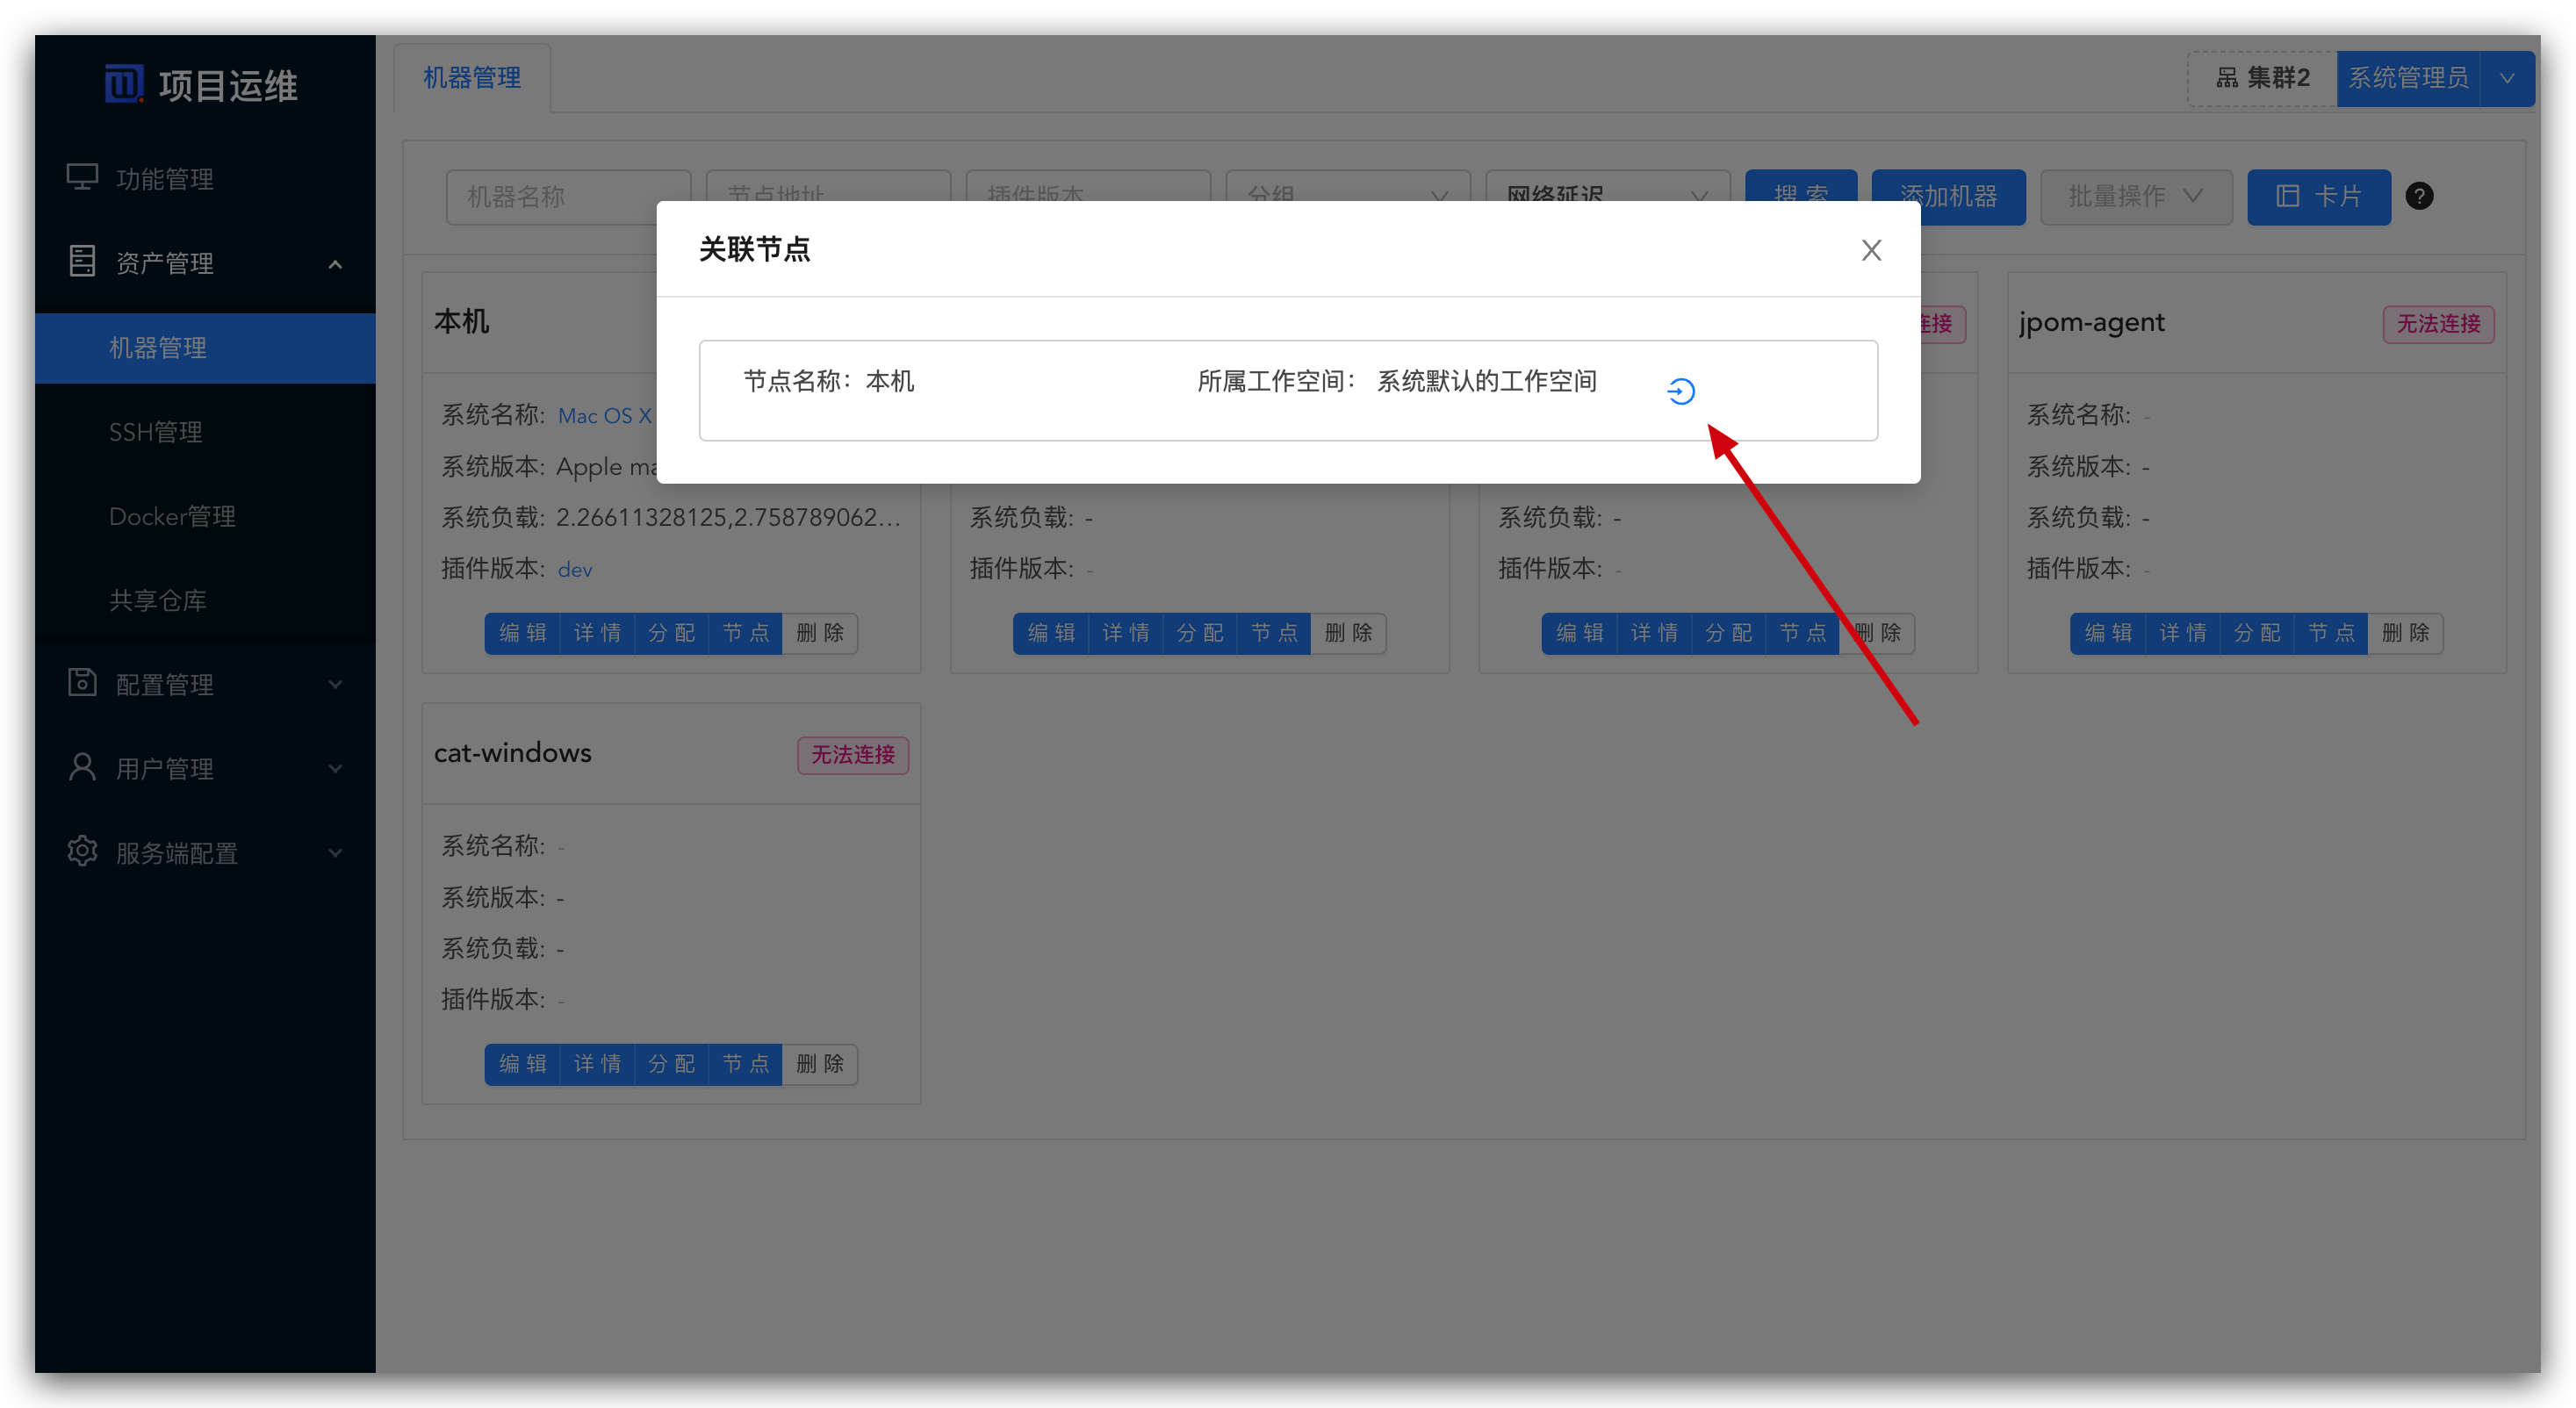 项目运维
机器管理
集群2
系统管理员
功能管理
资产管理
机器管理
SSH管理
Docker管理
共享仓库
配置管理
用户管理
服务端配置
机器名称
节点地址
插件版本
分组
网络延迟
搜 索
添加机器
批量操作
卡片
?
关联节点
节点名称：本机
所属工作空间： 系统默认的工作空间
本机
系统名称: Mac OS X
系统版本: Apple ma
系统负载: 2.26611328125,2.758789062...
插件版本: dev
编 辑 详 情 分 配 节 点 删 除
系统负载: -
插件版本: -
编 辑 详 情 分 配 节 点 删 除
连接
系统负载: -
插件版本: -
编 辑 详 情 分 配 节 点 删 除
jpom-agent
无法连接
系统名称: -
系统版本: -
系统负载: -
插件版本: -
编 辑 详 情 分 配 节 点 删 除
cat-windows
无法连接
系统名称: -
系统版本: -
系统负载: -
插件版本: -
编 辑 详 情 分 配 节 点 删 除